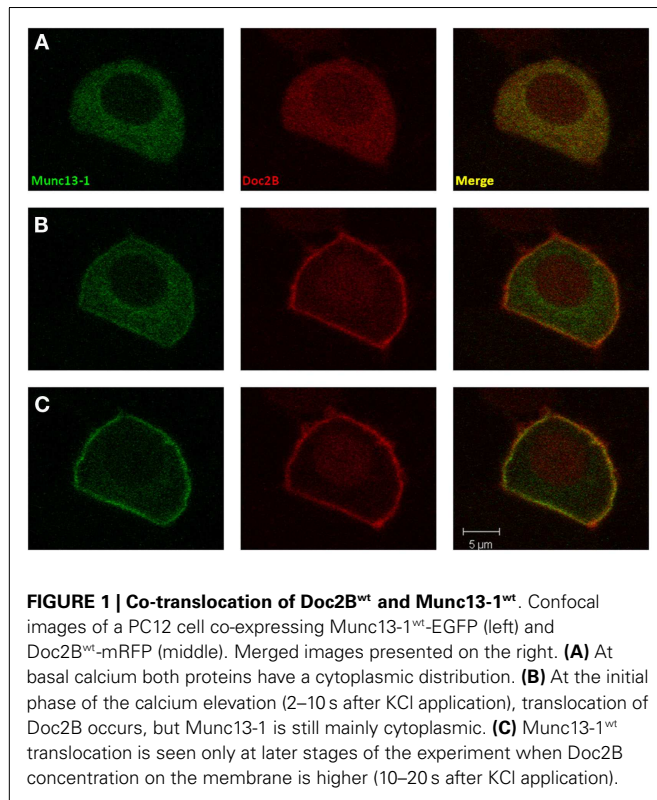 A
Munc13-1
Doc2B
Merge
B
C
5 µm
FIGURE 1 | Co-translocation of Doc2Bwt and Munc13-1wt. Confocal
images of a PC12 cell co-expressing Munc13-1wt-EGFP (left) and
Doc2Bwt-mRFP (middle). Merged images presented on the right. (A) At
basal calcium both proteins have a cytoplasmic distribution. (B) At the initial
phase of the calcium elevation (2–10 s after KCl application), translocation of
Doc2B occurs, but Munc13-1 is still mainly cytoplasmic. (C) Munc13-1wt
translocation is seen only at later stages of the experiment when Doc2B
concentration on the membrane is higher (10–20 s after KCl application).